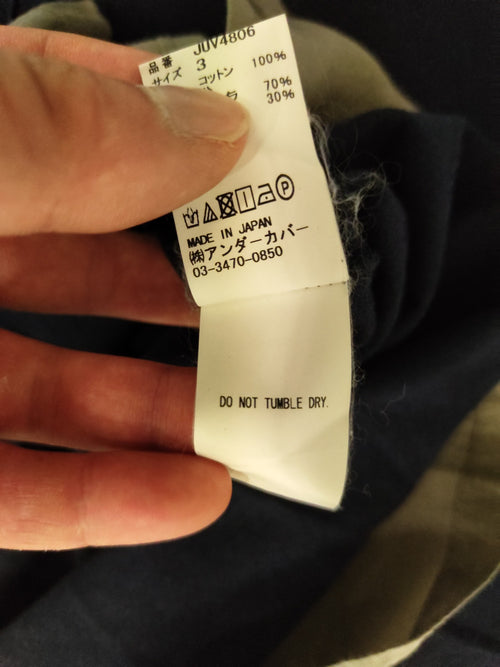 品番 JUV4806
サイズ 3
コットン 100%
70%
30%
MADE IN JAPAN
㈱アンダーカバー
03-3470-0850
DO NOT TUMBLE DRY.